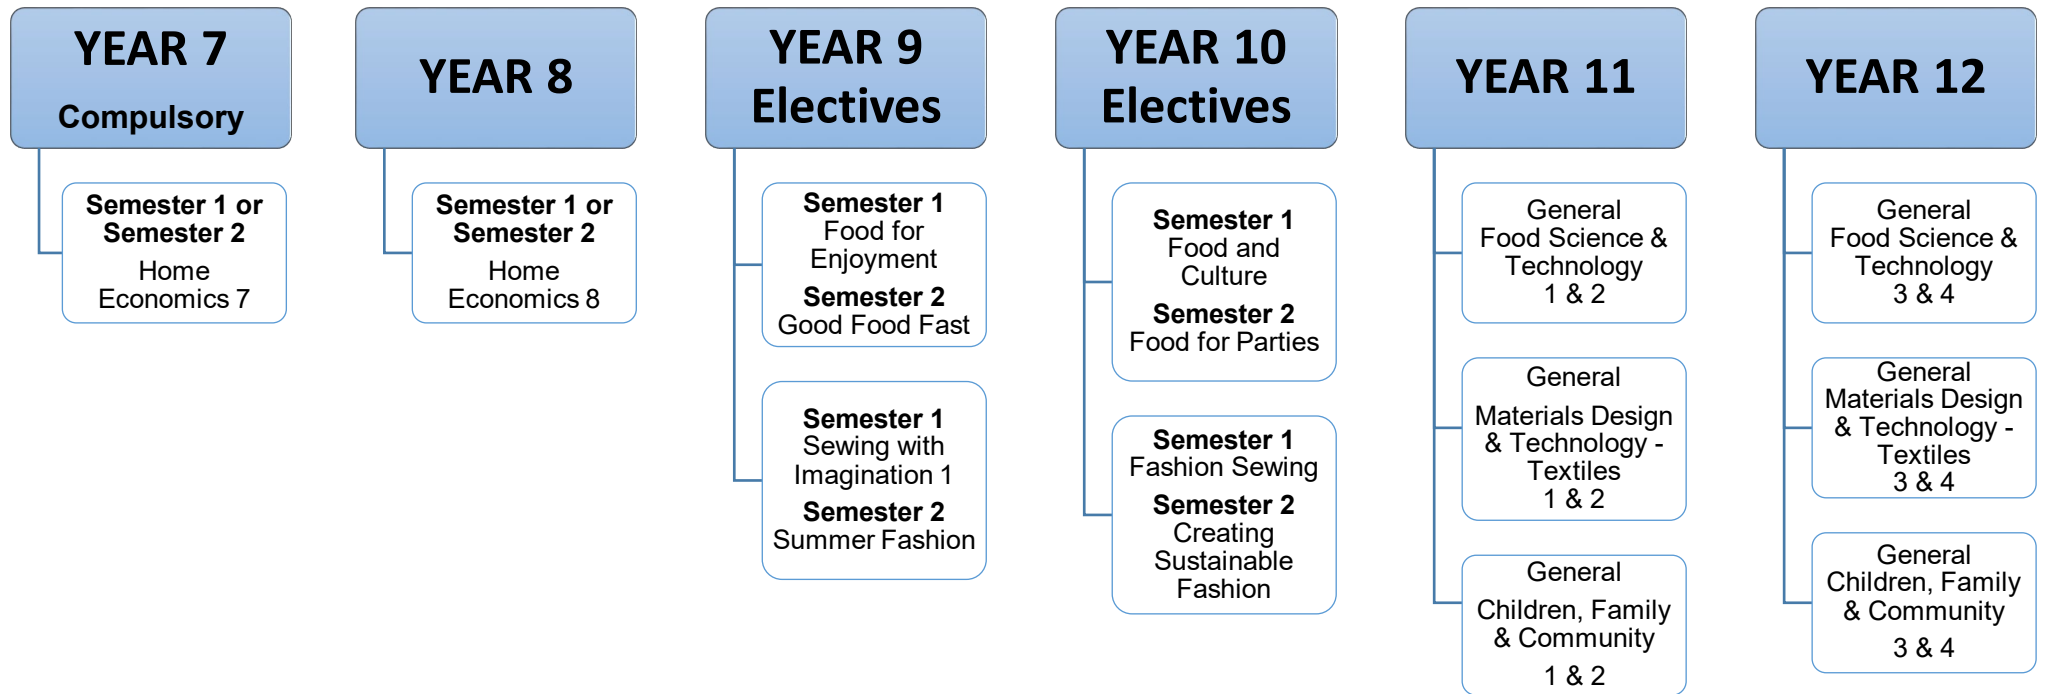 YEAR 7
Compulsory
Semester 1 or
Semester 2
Home
Economics 7
YEAR 8
Semester 1 or
Semester 2
Home
Economics 8
YEAR 9
Electives
Semester 1
Food for
Enjoyment
Semester 2
Good Food Fast
Semester 1
Sewing with
Imagination 1
Semester 2
Summer Fashion
YEAR 10
Electives
Semester 1
Food and
Culture
Semester 2
Food for Parties
Semester 1
Fashion Sewing
Semester 2
Creating
Sustainable
Fashion
YEAR 11
General
Food Science &
Technology
1 & 2
General
Materials Design
& Technology -
Textiles
1 & 2
General
Children, Family
& Community
1 & 2
YEAR 12
General
Food Science &
Technology
3 & 4
General
Materials Design
& Technology -
Textiles
3 & 4
General
Children, Family
& Community
3 & 4